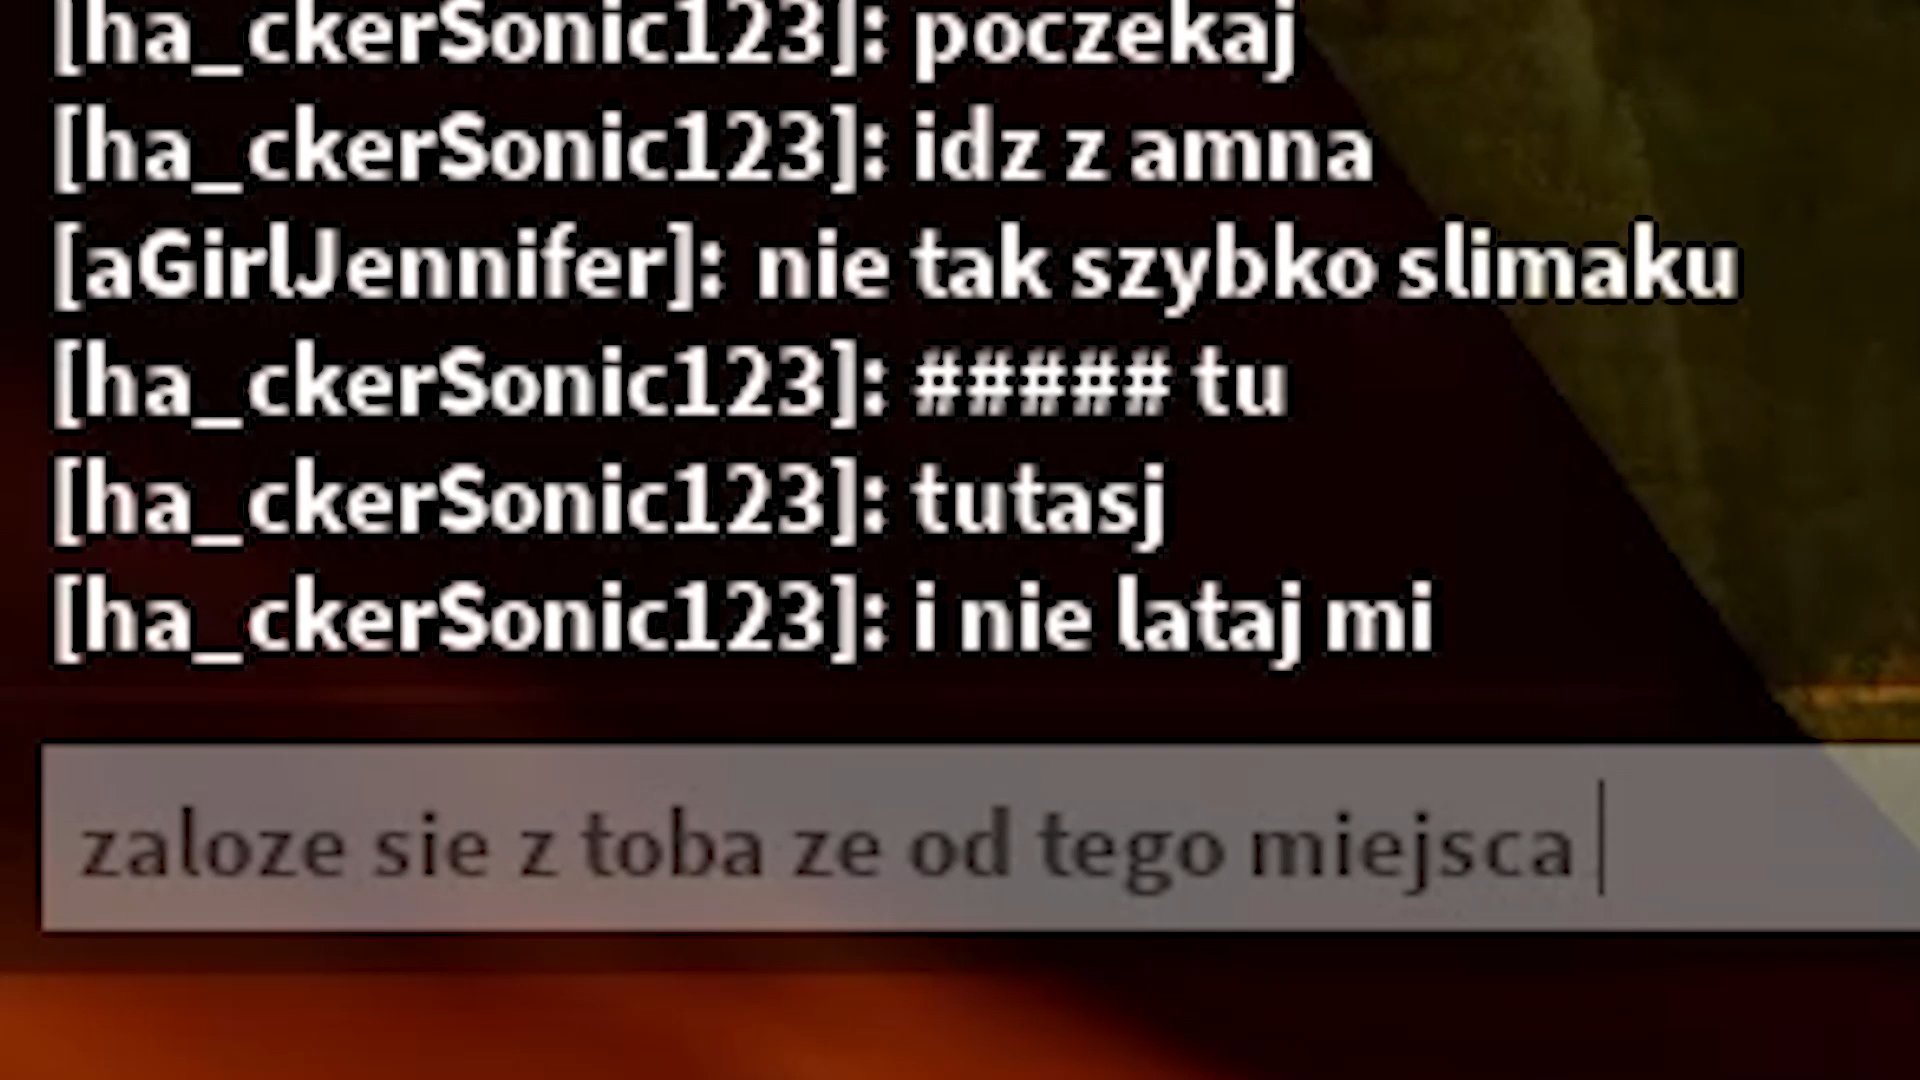 [ha_ckerSonic123]: poczekaj
[ha_ckerSonic123]: idz z amna
[aGirlJennifer]: nie tak szybko slimaku
[ha_ckerSonic123]: ##### tu
[ha_ckerSonic123]: tutasj
[ha_ckerSonic123]: i nie lataj mi
zaloze sie z toba ze od tego miejsca